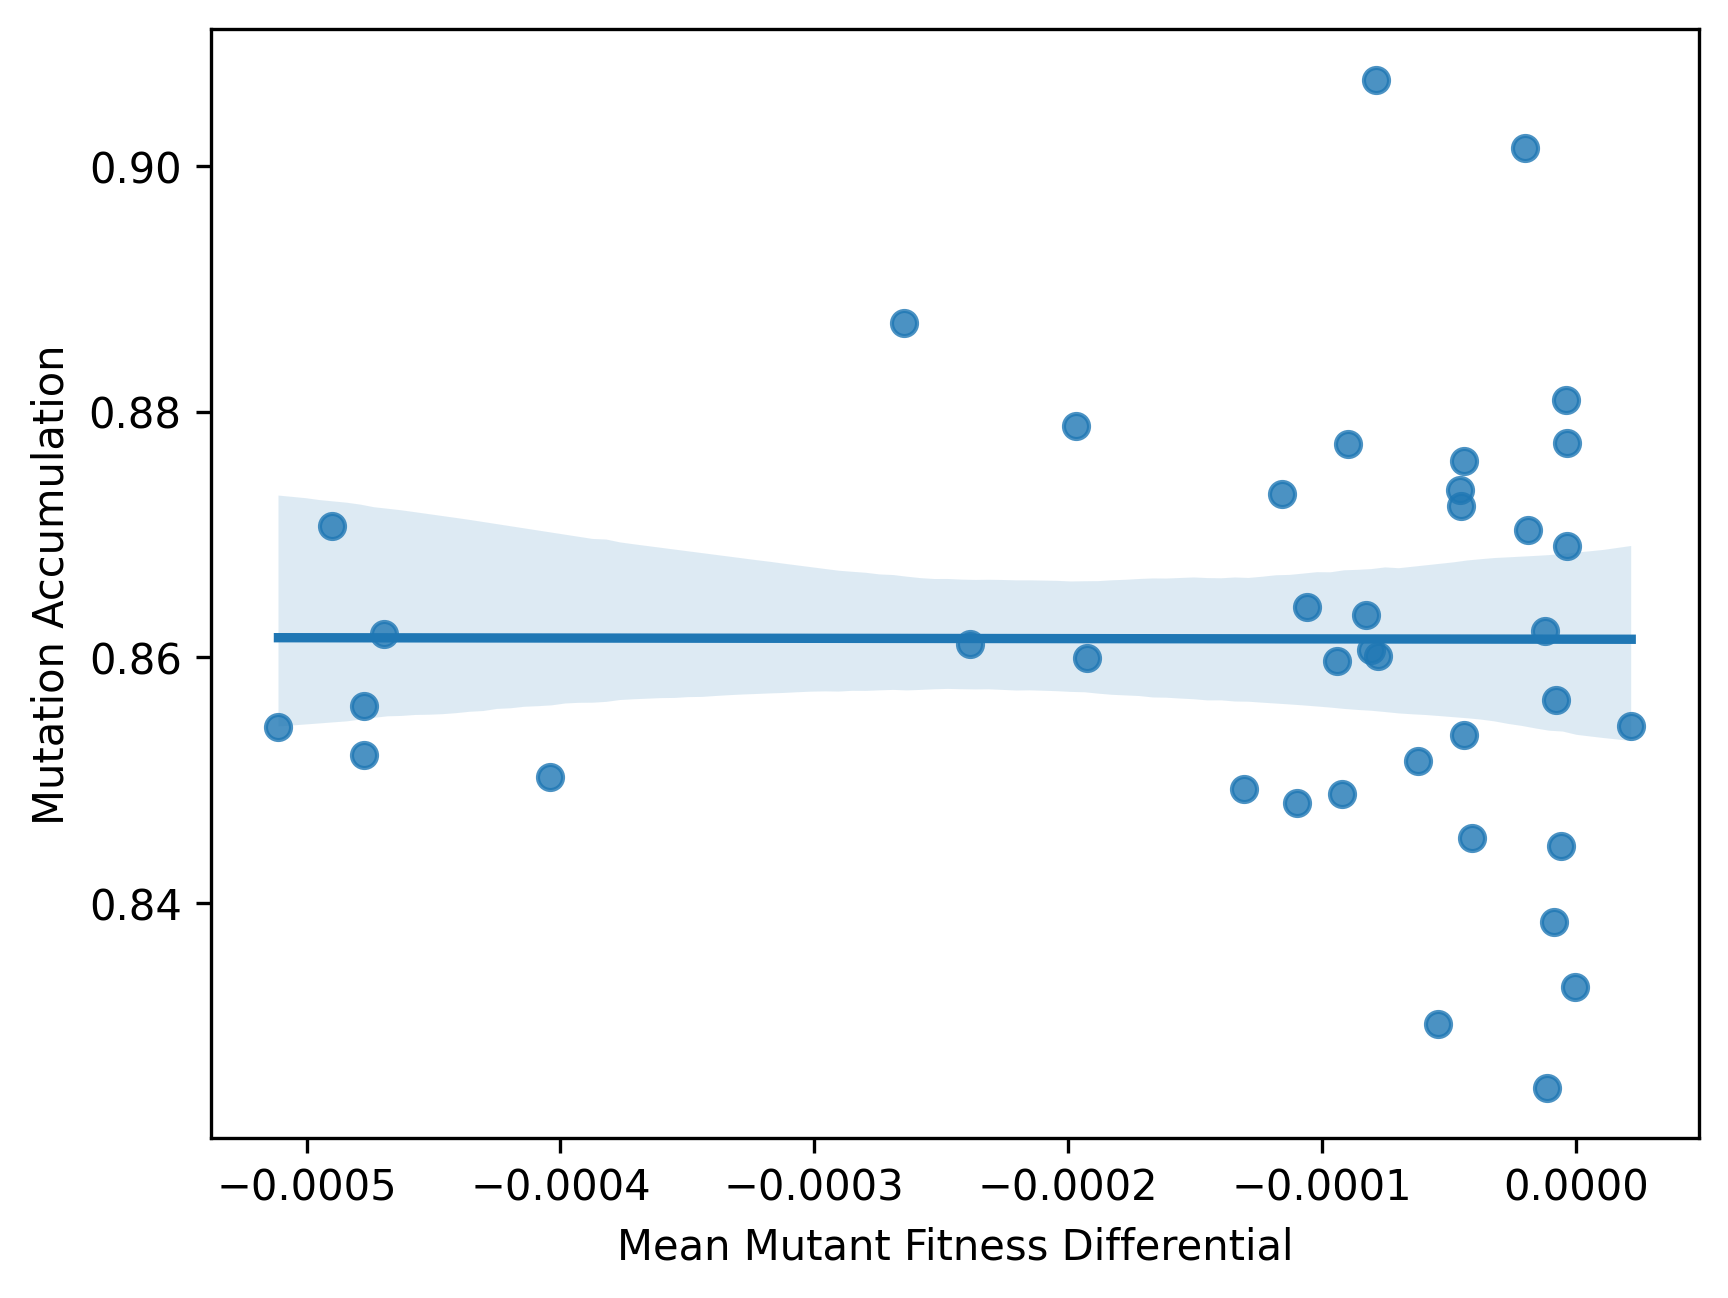 0.90
0.88
0.86
0.84
Mutation Accumulation
−0.0005 −0.0004 −0.0003 −0.0002 −0.0001 0.0000
Mean Mutant Fitness Differential